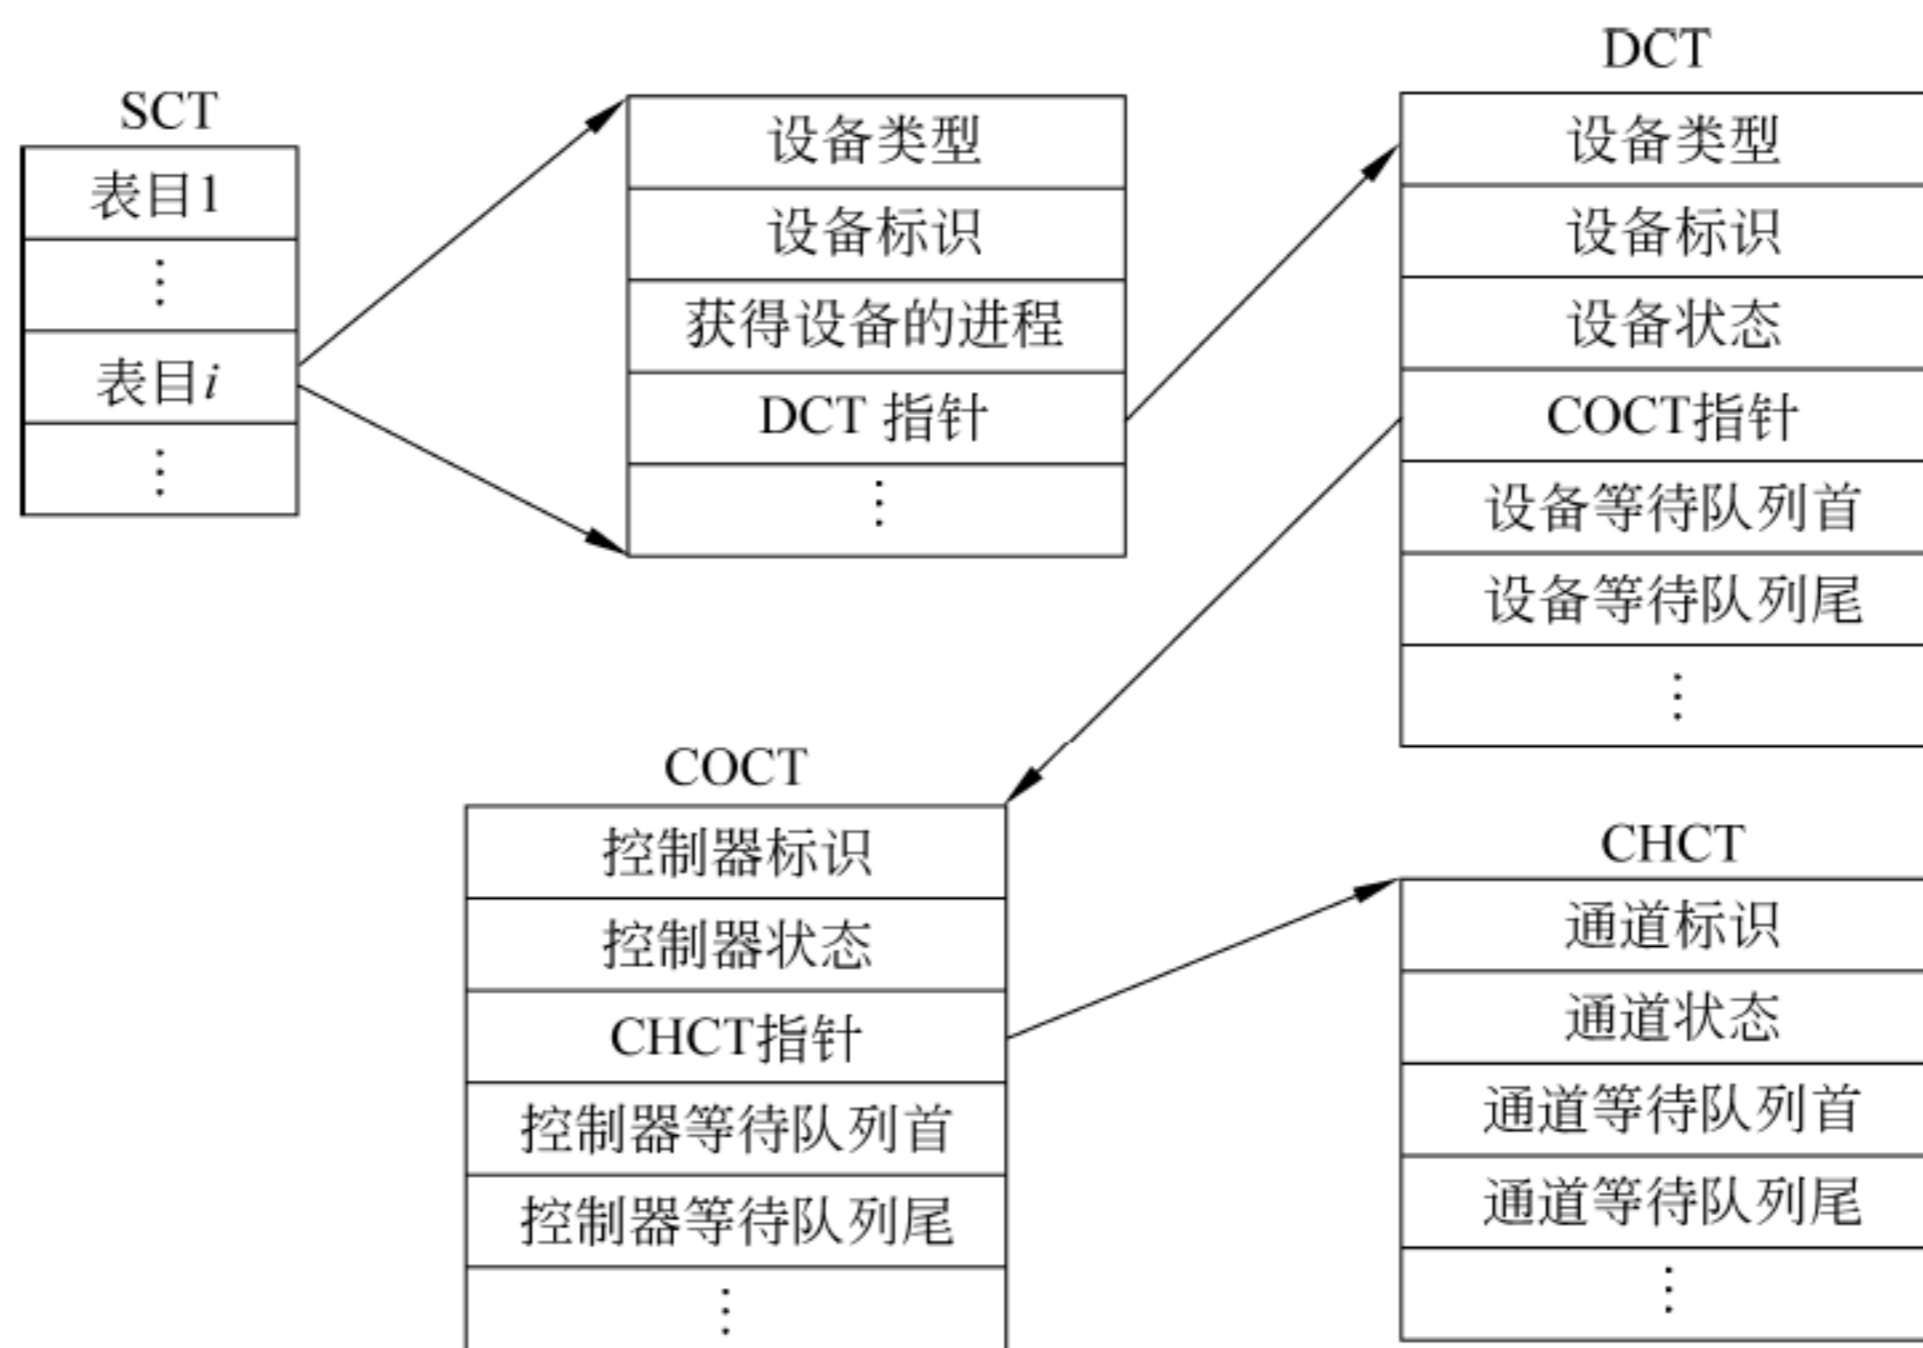 SCT
表目1
⋮
表目i
⋮
设备类型
设备标识
获得设备的进程
DCT 指针
⋮
DCT
设备类型
设备标识
设备状态
COCT指针
设备等待队列首
设备等待队列尾
⋮
COCT
控制器标识
控制器状态
CHCT指针
控制器等待队列首
控制器等待队列尾
⋮
CHCT
通道标识
通道状态
通道等待队列首
通道等待队列尾
⋮